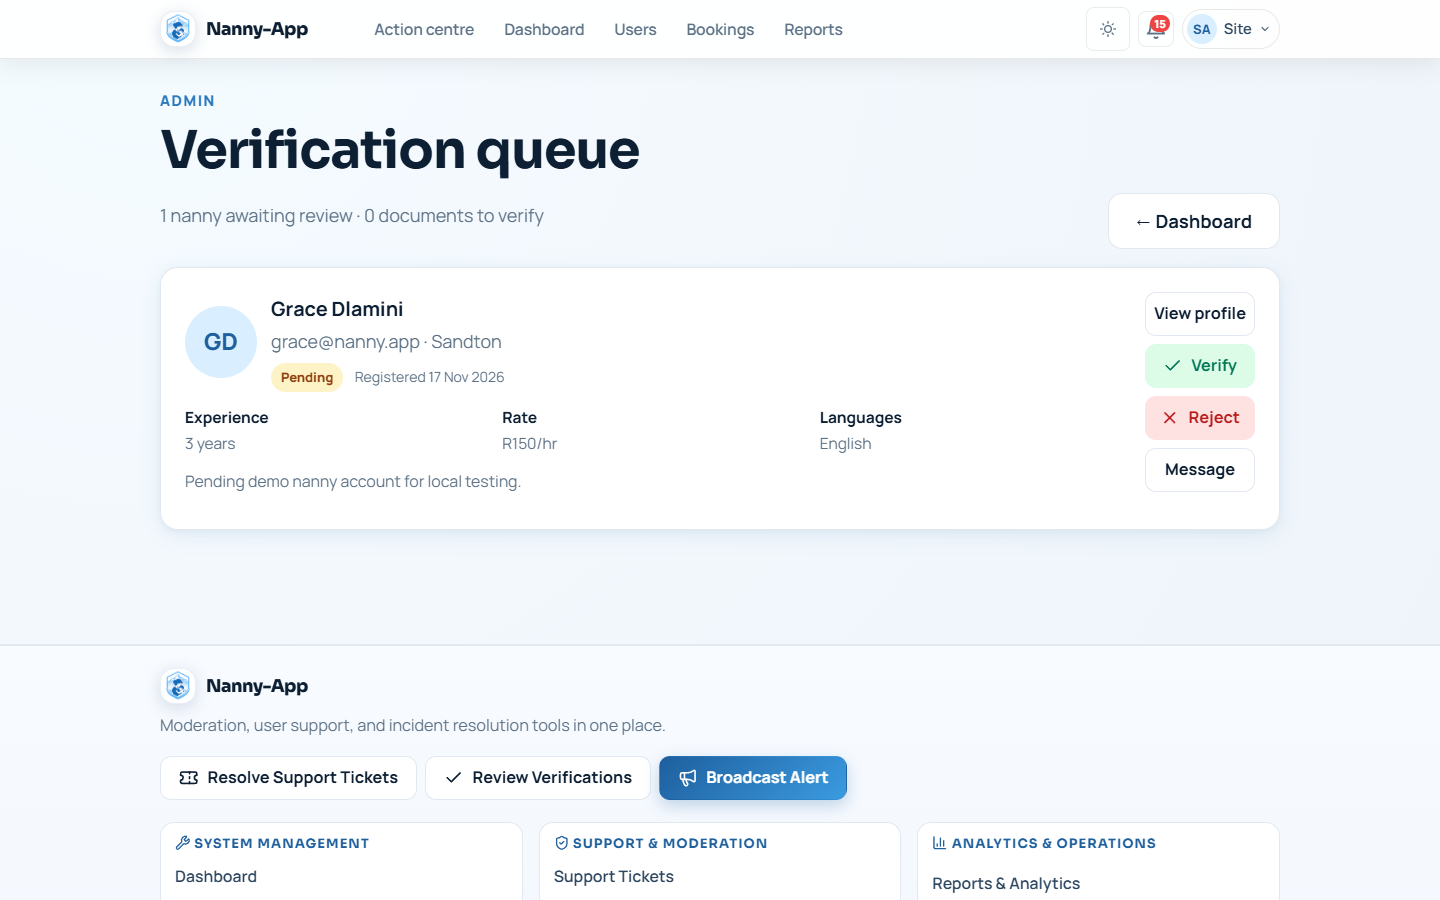 Nanny-App
Action centre
Dashboard
Users
Bookings
Reports
15
SA
Site
ADMIN
Verification queue
1 nanny awaiting review · 0 documents to verify
← Dashboard
GD
Grace Dlamini
grace@nanny.app · Sandton
Pending
Registered 17 Nov 2026
Experience
3 years
Rate
R150/hr
Languages
English
Pending demo nanny account for local testing.
View profile
Verify
Reject
Message
Nanny-App
Moderation, user support, and incident resolution tools in one place.
Resolve Support Tickets
Review Verifications
Broadcast Alert
SYSTEM MANAGEMENT
Dashboard
SUPPORT & MODERATION
Support Tickets
ANALYTICS & OPERATIONS
Reports & Analytics